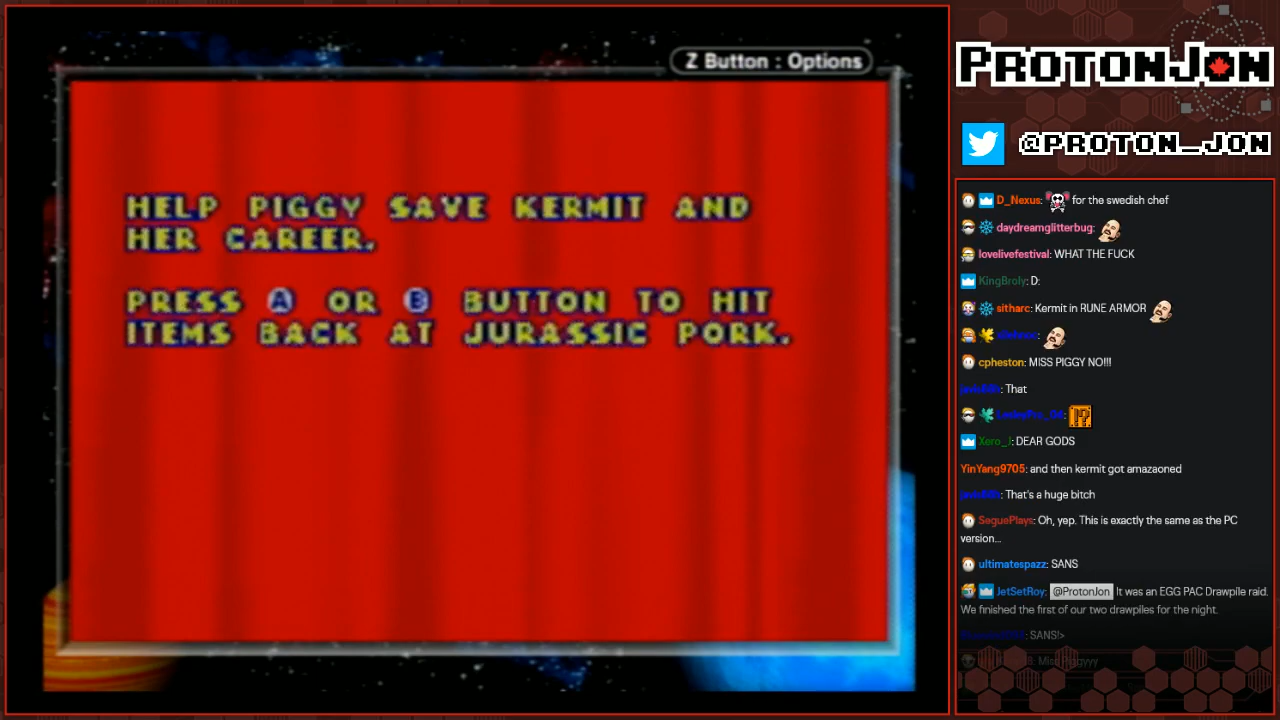 Z Button : Options
HELP PIGGY SAVE KERMIT AND
HER CAREER.
PRESS A OR B BUTTON TO HIT
ITEMS BACK AT JURASSIC PORK.
PROTONJON
@PROTON_JON
D_Nexus: for the swedish chef
daydreamglitterbug:
lovelivefestival: WHAT THE FUCK
KingBroly: D:
sitharc: Kermit in RUNE ARMOR
cpheston: MISS PIGGY NO!!!
: That
Xero_J: DEAR GODS
YinYang9705: and then kermit got amazaoned
: That's a huge bitch
SeguePlays: Oh, yep. This is exactly the same as the PC
version...
ultimatespazz: SANS
JetSetRoy: @ProtonJon It was an EGG PAC Drawpile raid.
We finished the first of our two drawpiles for the night.
: SANS!>
Miss Piggyyy